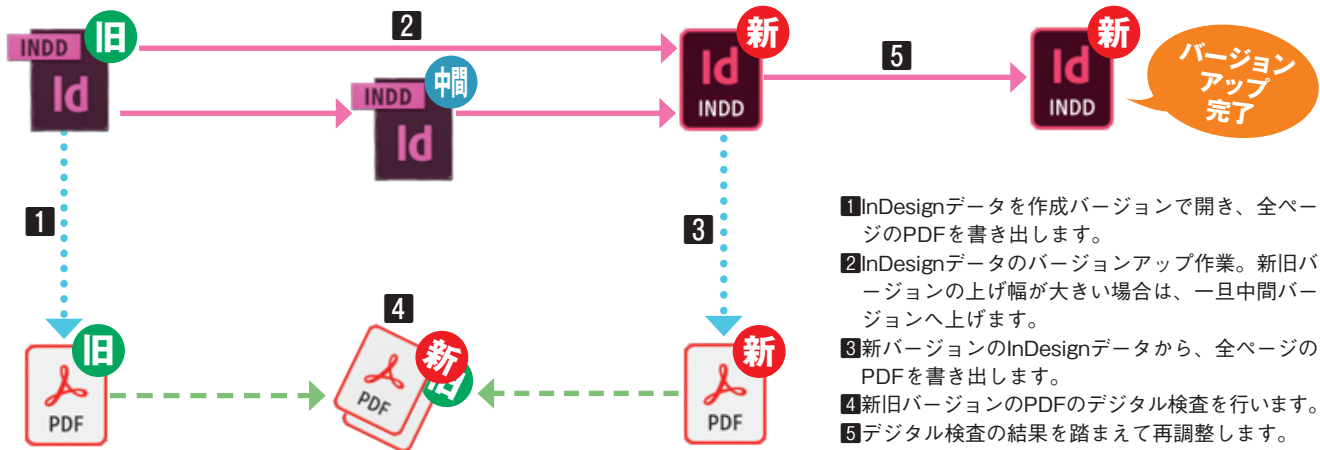 INDD
旧
Id
2
INDD
中間
Id
新
Id
INDD
5
新
Id
INDD
バージョン
アップ
完了
1
3
旧
PDF
4
新
旧
PDF
新
PDF
1InDesignデータを作成バージョンで開き、全ペー
ジのPDFを書き出します。
2InDesignデータのバージョンアップ作業。新旧バ
ージョンの上げ幅が大きい場合は、一旦中間バー
ジョンへ上げます。
3新バージョンのInDesignデータから、全ページの
PDFを書き出します。
4新旧バージョンのPDFのデジタル検査を行います。
5デジタル検査の結果を踏まえて再調整します。